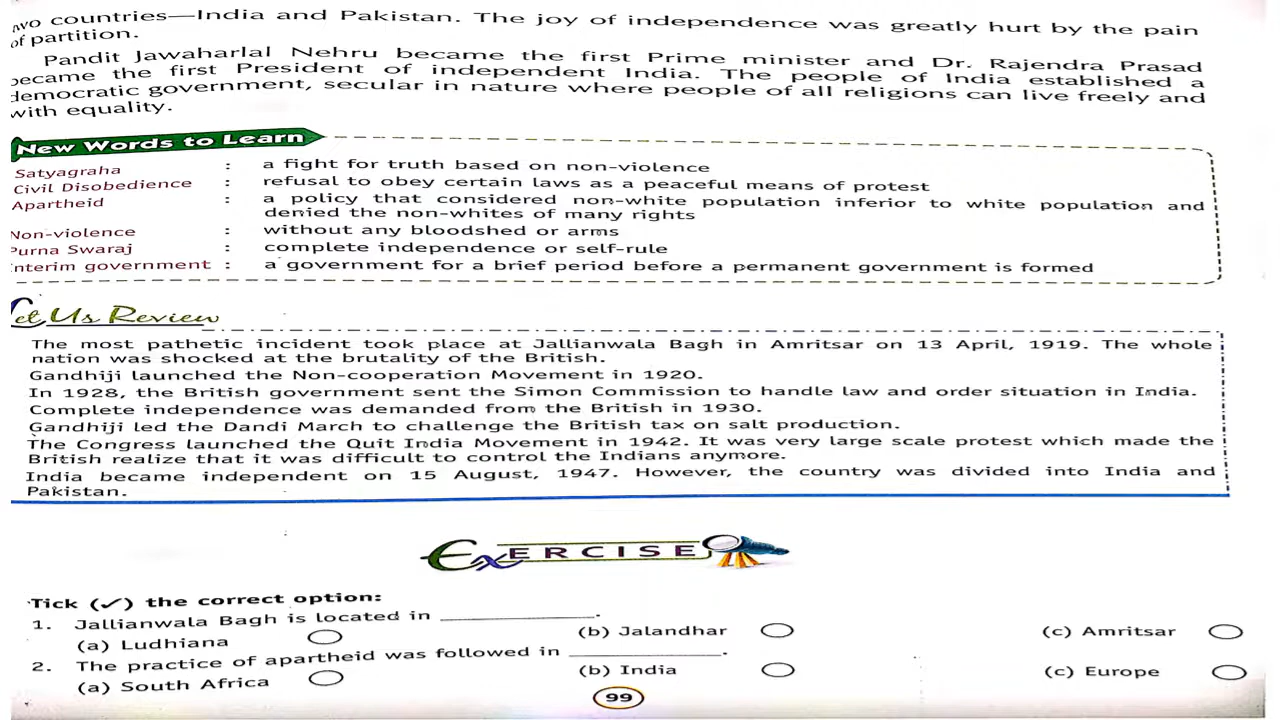 two countries—India and Pakistan. The joy of independence was greatly hurt by the pain
of partition.
Pandit Jawaharlal Nehru became the first Prime minister and Dr. Rajendra Prasad
became the first President of independent India. The people of India established a
democratic government, secular in nature where people of all religions can live freely and
with equality.
New Words to Learn
Satyagraha : a fight for truth based on non-violence
Civil Disobedience : refusal to obey certain laws as a peaceful means of protest
Apartheid : a policy that considered non-white population inferior to white population and
denied the non-whites of many rights
Non-violence : without any bloodshed or arms
Purna Swaraj : complete independence or self-rule
Interim government : a government for a brief period before a permanent government is formed
Let Us Review
The most pathetic incident took place at Jallianwala Bagh in Amritsar on 13 April, 1919. The whole
nation was shocked at the brutality of the British.
Gandhiji launched the Non-cooperation Movement in 1920.
In 1928, the British government sent the Simon Commission to handle law and order situation in India.
Complete independence was demanded from the British in 1930.
Gandhiji led the Dandi March to challenge the British tax on salt production.
The Congress launched the Quit India Movement in 1942. It was very large scale protest which made the
British realize that it was difficult to control the Indians anymore.
India became independent on 15 August, 1947. However, the country was divided into India and
Pakistan.
EXERCISE
Tick (✓) the correct option:
1. Jallianwala Bagh is located in ____________.
(a) Ludhiana (b) Jalandhar (c) Amritsar
2. The practice of apartheid was followed in ____________.
(a) South Africa (b) India (c) Europe
99